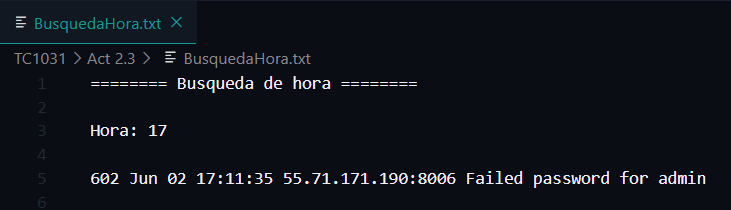 BusquedaHora.txt ×
TC1031 > Act 2.3 > BusquedaHora.txt
1 ======== Busqueda de hora ========
2
3 Hora: 17
4
5 602 Jun 02 17:11:35 55.71.171.190:8006 Failed password for admin
6